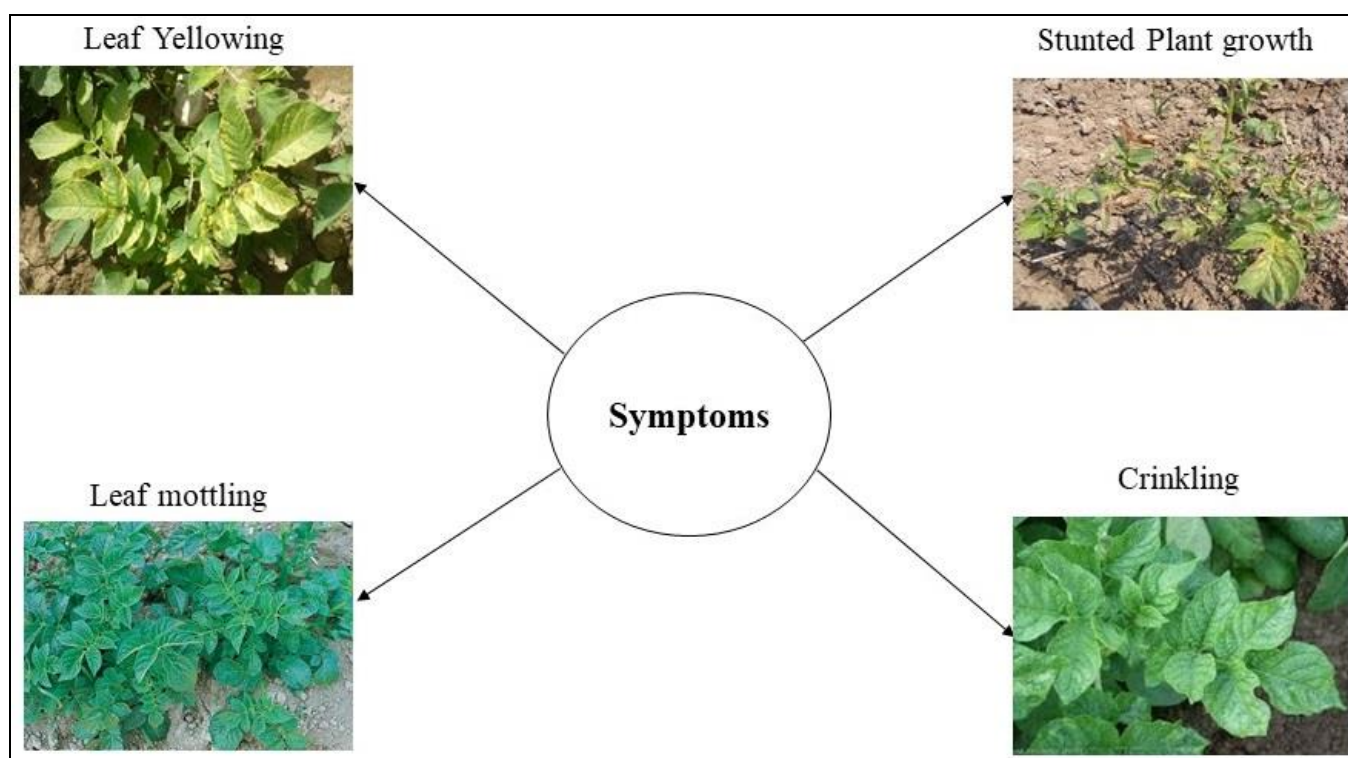 Leaf Yellowing
Stunted Plant growth
Symptoms
Leaf mottling
Crinkling